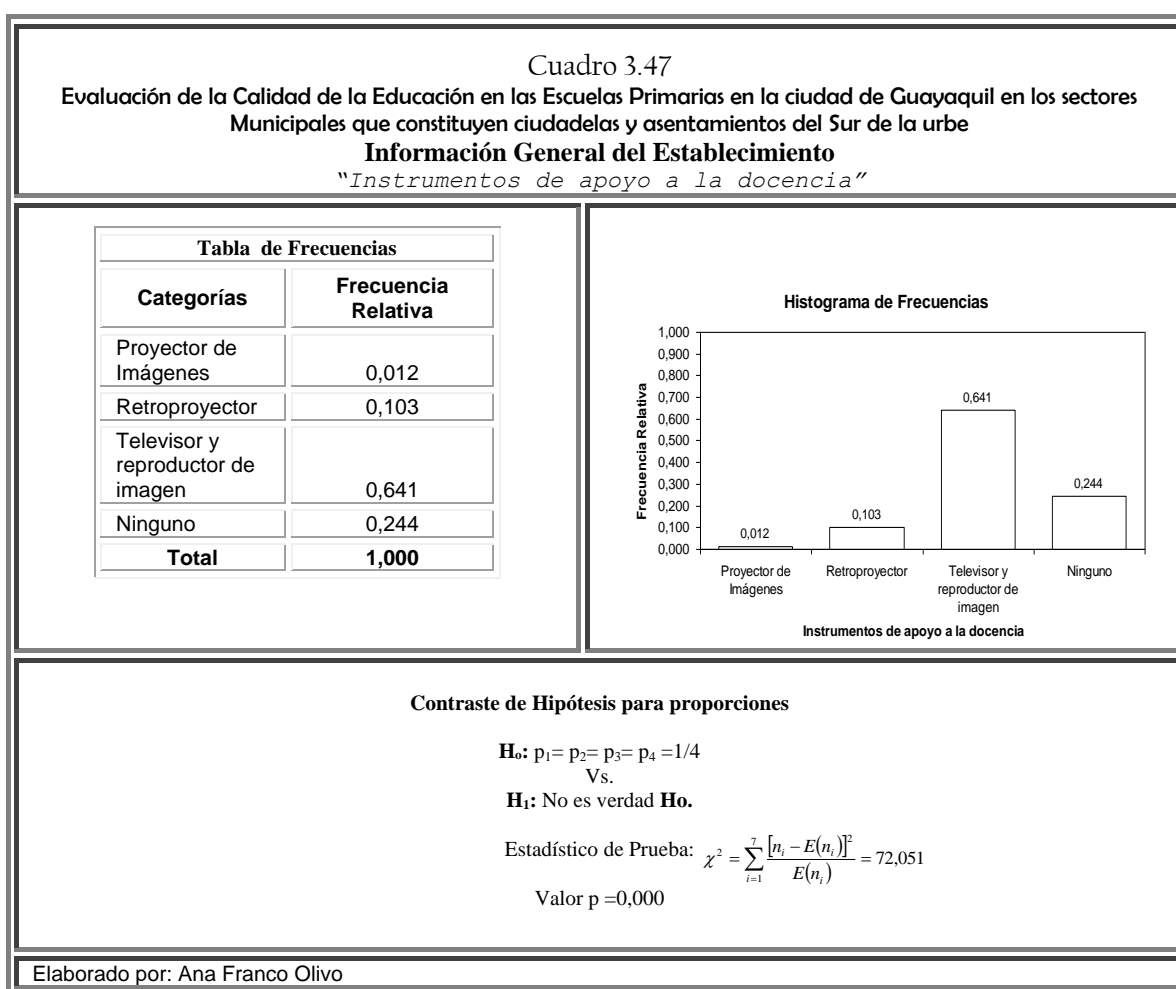 Cuadro 3.47
Evaluación de la Calidad de la Educación en las Escuelas Primarias en la ciudad de Guayaquil en los sectores
Municipales que constituyen ciudadelas y asentamientos del Sur de la urbe
Información General del Establecimiento
“Instrumentos de apoyo a la docencia”
Tabla de Frecuencias
Categorías Frecuencia Relativa
Proyector de
Imágenes 0,012
Retroproyector 0,103
Televisor y
reproductor de
imagen 0,641
Ninguno 0,244
Total 1,000
Histograma de Frecuencias
Frecuencia Relativa
1,000
0,900
0,800
0,700
0,600
0,500
0,400
0,300
0,200
0,100
0,000
0,012
0,103
0,641
0,244
Proyector de
Imágenes
Retroproyector
Televisor y
reproductor de
imagen
Ninguno
Instrumentos de apoyo a la docencia
Contraste de Hipótesis para proporciones
Ho: p1= p2= p3= p4 =1/4
Vs.
H1: No es verdad Ho.
Estadístico de Prueba: χ² = ∑ i=1 7 [ni − E(ni)]² / E(ni) = 72,051
Valor p =0,000
Elaborado por: Ana Franco Olivo